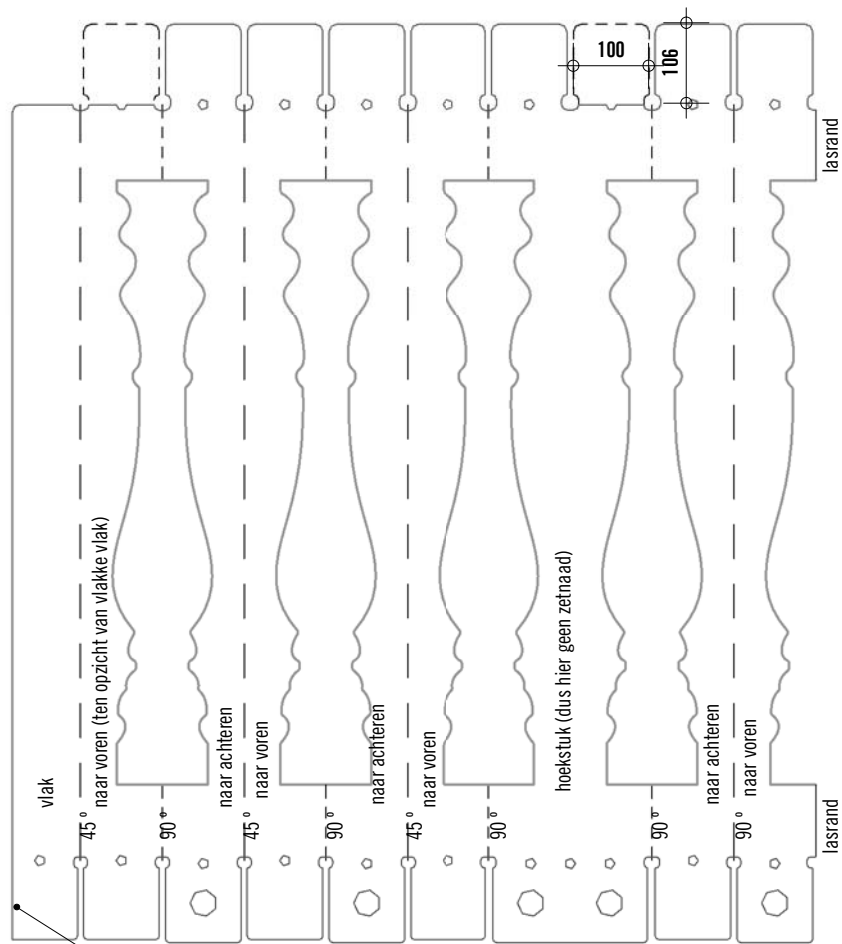 100
106
lasrand
vlak
naar voren (ten opzicht van vlakke vlak)
naar achteren
naar voren
naar achteren
naar voren
hoekstuk (dus hier geen zetnaad)
naar achteren
naar voren
45°
90°
45°
90°
45°
90°
90°
90°
lasrand